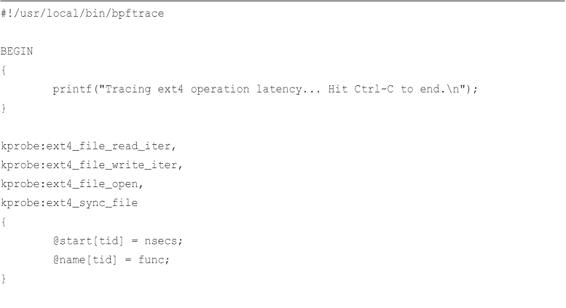 #!/usr/local/bin/bpftrace
BEGIN
{
        printf("Tracing ext4 operation latency... Hit Ctrl-C to end.\n");
}
kprobe:ext4_file_read_iter,
kprobe:ext4_file_write_iter,
kprobe:ext4_file_open,
kprobe:ext4_sync_file
{
        @start[tid] = nsecs;
        @name[tid] = func;
}